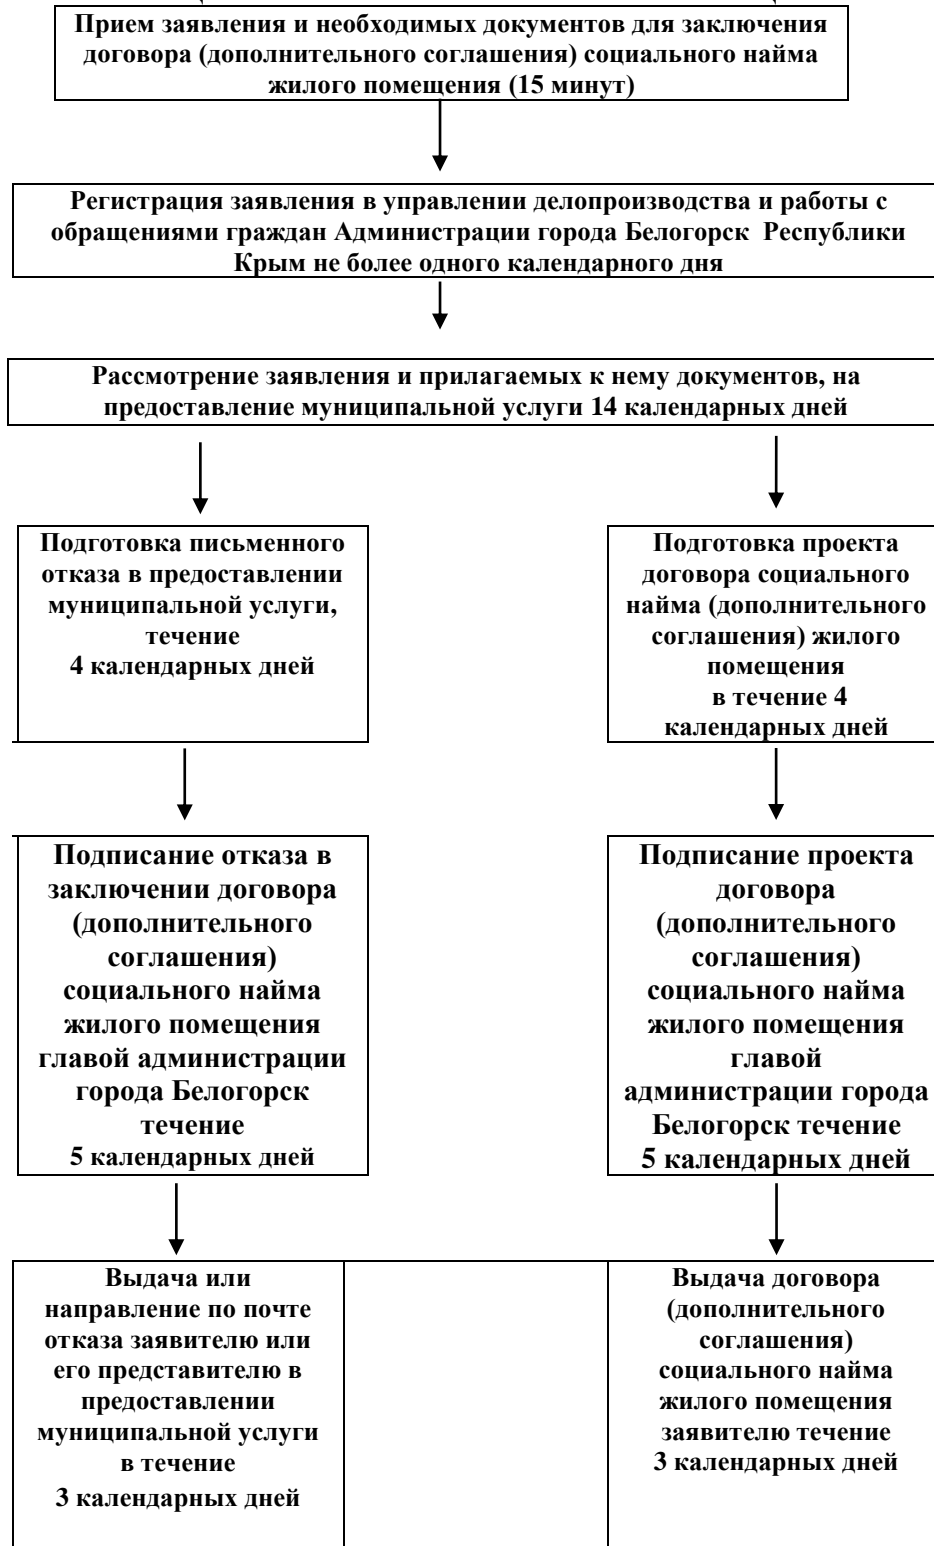 Прием заявления и необходимых документов для заключения
договора (дополнительного соглашения) социального найма
жилого помещения (15 минут)
Регистрация заявления в управлении делопроизводства и работы с
обращениями граждан Администрации города Белогорск Республики
Крым не более одного календарного дня
Рассмотрение заявления и прилагаемых к нему документов, на
предоставление муниципальной услуги 14 календарных дней
Подготовка письменного
отказа в предоставлении
муниципальной услуги,
течение
4 календарных дней
Подготовка проекта
договора социального
найма (дополнительного
соглашения) жилого
помещения
в течение 4
календарных дней
Подписание отказа в
заключении договора
(дополнительного
соглашения)
социального найма
жилого помещения
главой администрации
города Белогорск
течение
5 календарных дней
Подписание проекта
договора
(дополнительного
соглашения)
социального найма
жилого помещения
главой
администрации города
Белогорск течение
5 календарных дней
Выдача или
направление по почте
отказа заявителю или
его представителю в
предоставлении
муниципальной услуги
в течение
3 календарных дней
Выдача договора
(дополнительного
соглашения)
социального найма
жилого помещения
заявителю течение
3 календарных дней